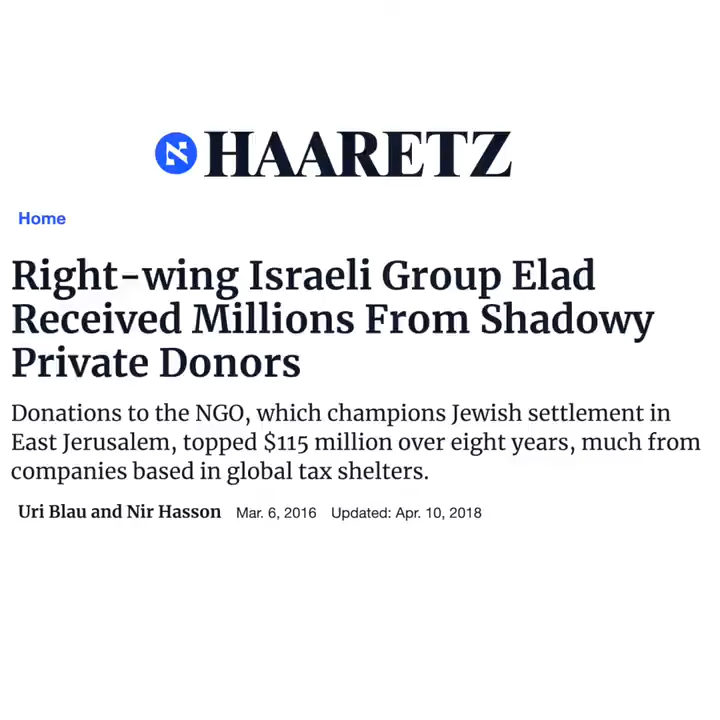 HAARETZ
Home
Right-wing Israeli Group Elad
Received Millions From Shadowy
Private Donors
Donations to the NGO, which champions Jewish settlement in
East Jerusalem, topped $115 million over eight years, much from
companies based in global tax shelters.
Uri Blau and Nir Hasson Mar. 6, 2016 Updated: Apr. 10, 2018